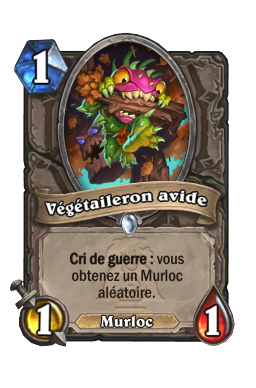 1
Végétaileron avide
Cri de guerre : vous
obtenez un Murloc
aléatoire.
1
Murloc
1